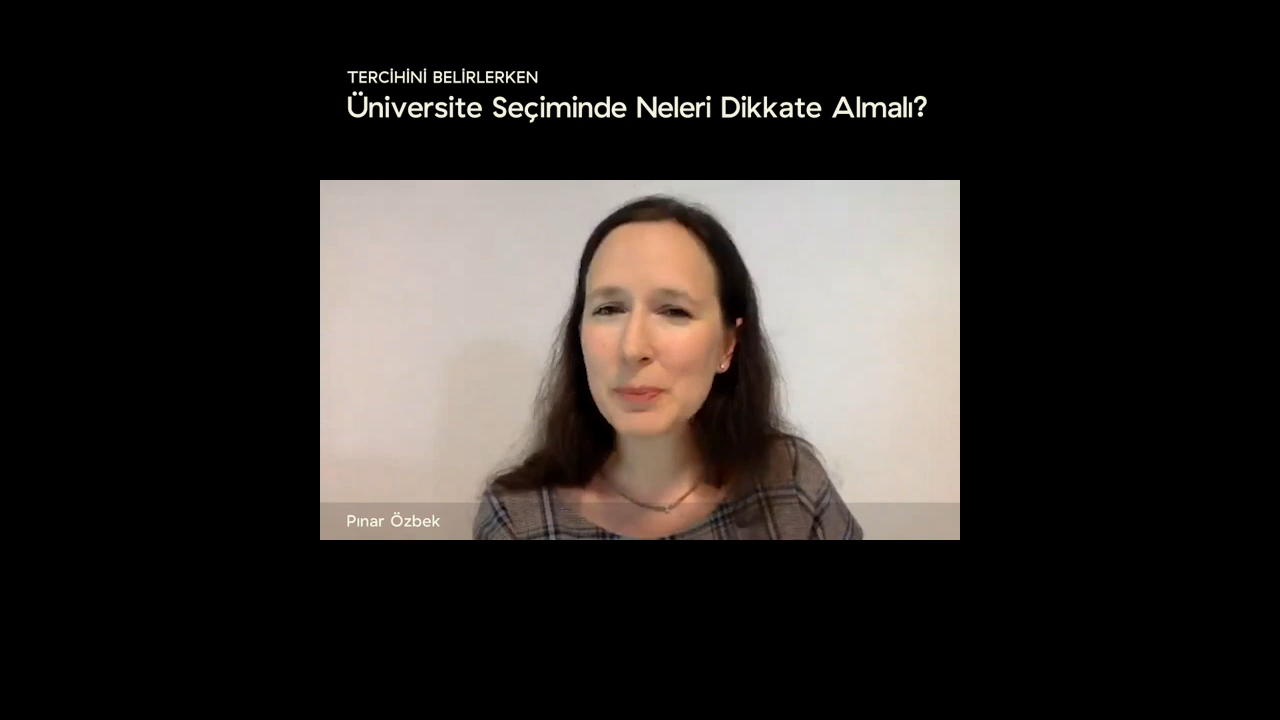 TERCİHİNİ BELİRLERKEN
Üniversite Seçiminde Neleri Dikkate Almalı?
Pınar Özbek